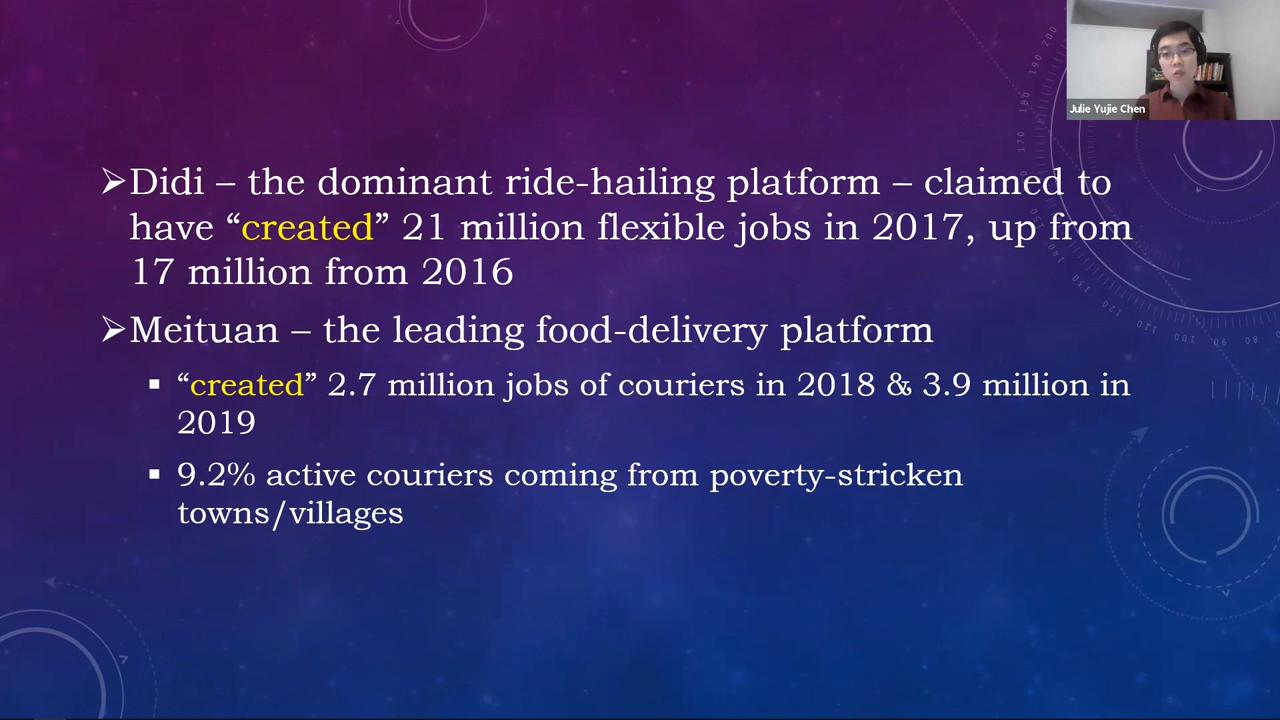 Julie Yujie Chen
➢Didi – the dominant ride-hailing platform – claimed to
have “created” 21 million flexible jobs in 2017, up from
17 million from 2016
➢Meituan – the leading food-delivery platform
▪ “created” 2.7 million jobs of couriers in 2018 & 3.9 million in
2019
▪ 9.2% active couriers coming from poverty-stricken
towns/villages